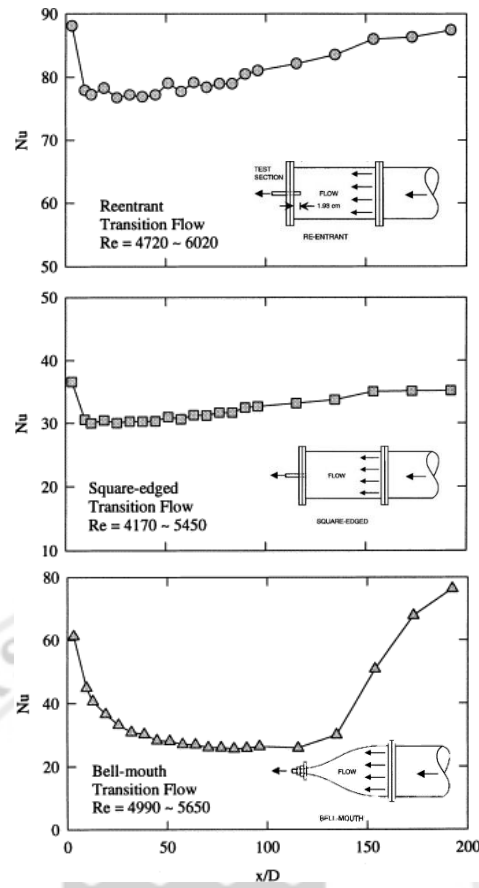 90
80
Nu
70
60
50
TEST
SECTION
FLOW
1.93 cm
RE-ENTRANT
Reentrant
Transition Flow
Re = 4720 ~ 6020
50
40
Nu
30
20
10
FLOW
SQUARE-EDGED
Square-edged
Transition Flow
Re = 4170 ~ 5450
80
60
Nu
40
20
0
FLOW
BELL-MOUTH
Bell-mouth
Transition Flow
Re = 4990 ~ 5650
0 50 100 150 200
x/D